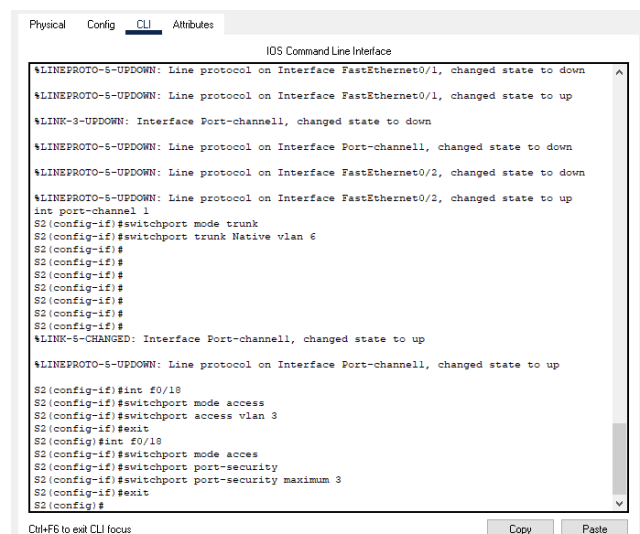 Physical Config CLI Attributes
IOS Command Line Interface
%LINEPROTO-5-UPDOWN: Line protocol on Interface FastEthernet0/1, changed state to down
%LINEPROTO-5-UPDOWN: Line protocol on Interface FastEthernet0/1, changed state to up
%LINK-3-UPDOWN: Interface Port-channel1, changed state to down
%LINEPROTO-5-UPDOWN: Line protocol on Interface Port-channel1, changed state to down
%LINEPROTO-5-UPDOWN: Line protocol on Interface FastEthernet0/2, changed state to down
%LINEPROTO-5-UPDOWN: Line protocol on Interface FastEthernet0/2, changed state to up
int port-channel 1
S2(config-if)#switchport mode trunk
S2(config-if)#switchport trunk Native vlan 6
S2(config-if)#
S2(config-if)#
S2(config-if)#
S2(config-if)#
S2(config-if)#
S2(config-if)#
S2(config-if)#
%LINK-5-CHANGED: Interface Port-channel1, changed state to up
%LINEPROTO-5-UPDOWN: Line protocol on Interface Port-channel1, changed state to up
S2(config-if)#int f0/18
S2(config-if)#switchport mode access
S2(config-if)#switchport access vlan 3
S2(config-if)#exit
S2(config)#int f0/18
S2(config-if)#switchport mode acces
S2(config-if)#switchport port-security
S2(config-if)#switchport port-security maximum 3
S2(config-if)#exit
S2(config)#
Ctrl+F6 to exit CLI focus
Copy Paste